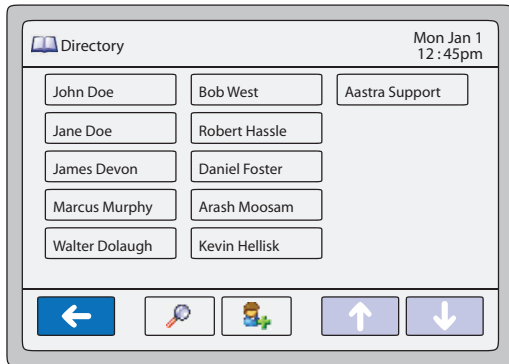 Directory
Mon Jan 1
12:45pm
John Doe
Bob West
Aastra Support
Jane Doe
Robert Hassle
James Devon
Daniel Foster
Marcus Murphy
Arash Moosam
Walter Dolaugh
Kevin Hellisk